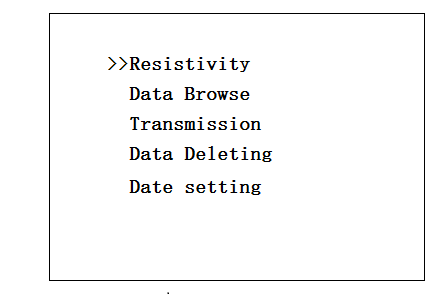 >>Resistivity
Data Browse
Transmission
Data Deleting
Date setting